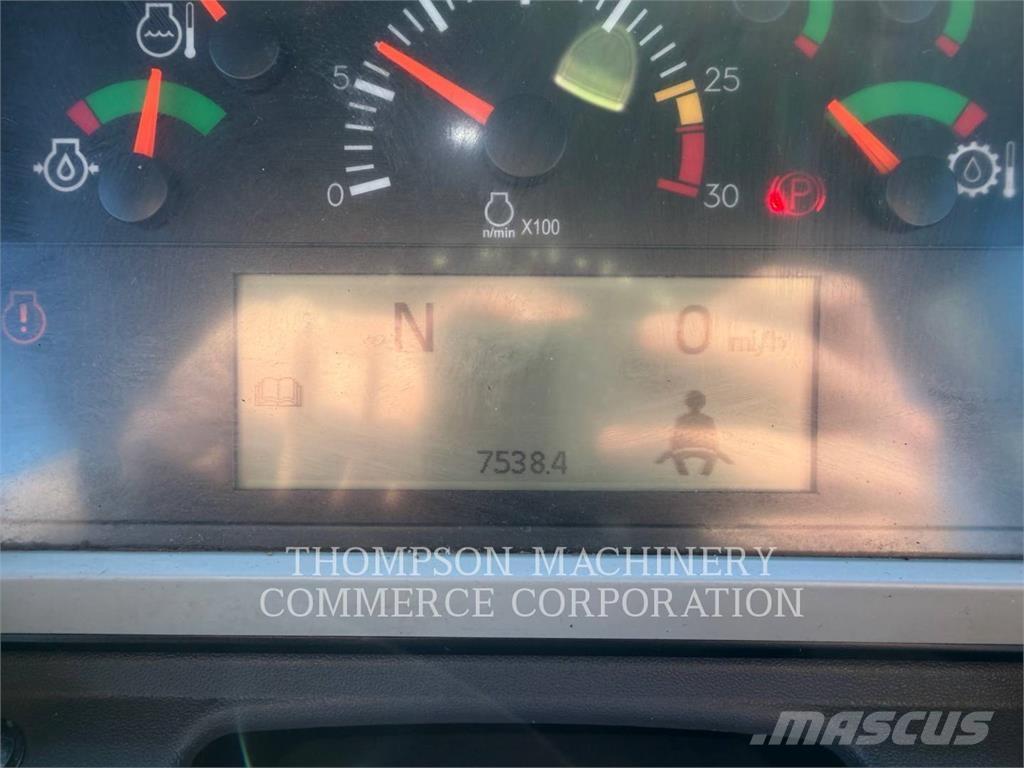 5
25
0
30
n/min X100
P
N 0 mi/h
7538.4
THOMPSON MACHINERY
COMMERCE CORPORATION
MASCUS